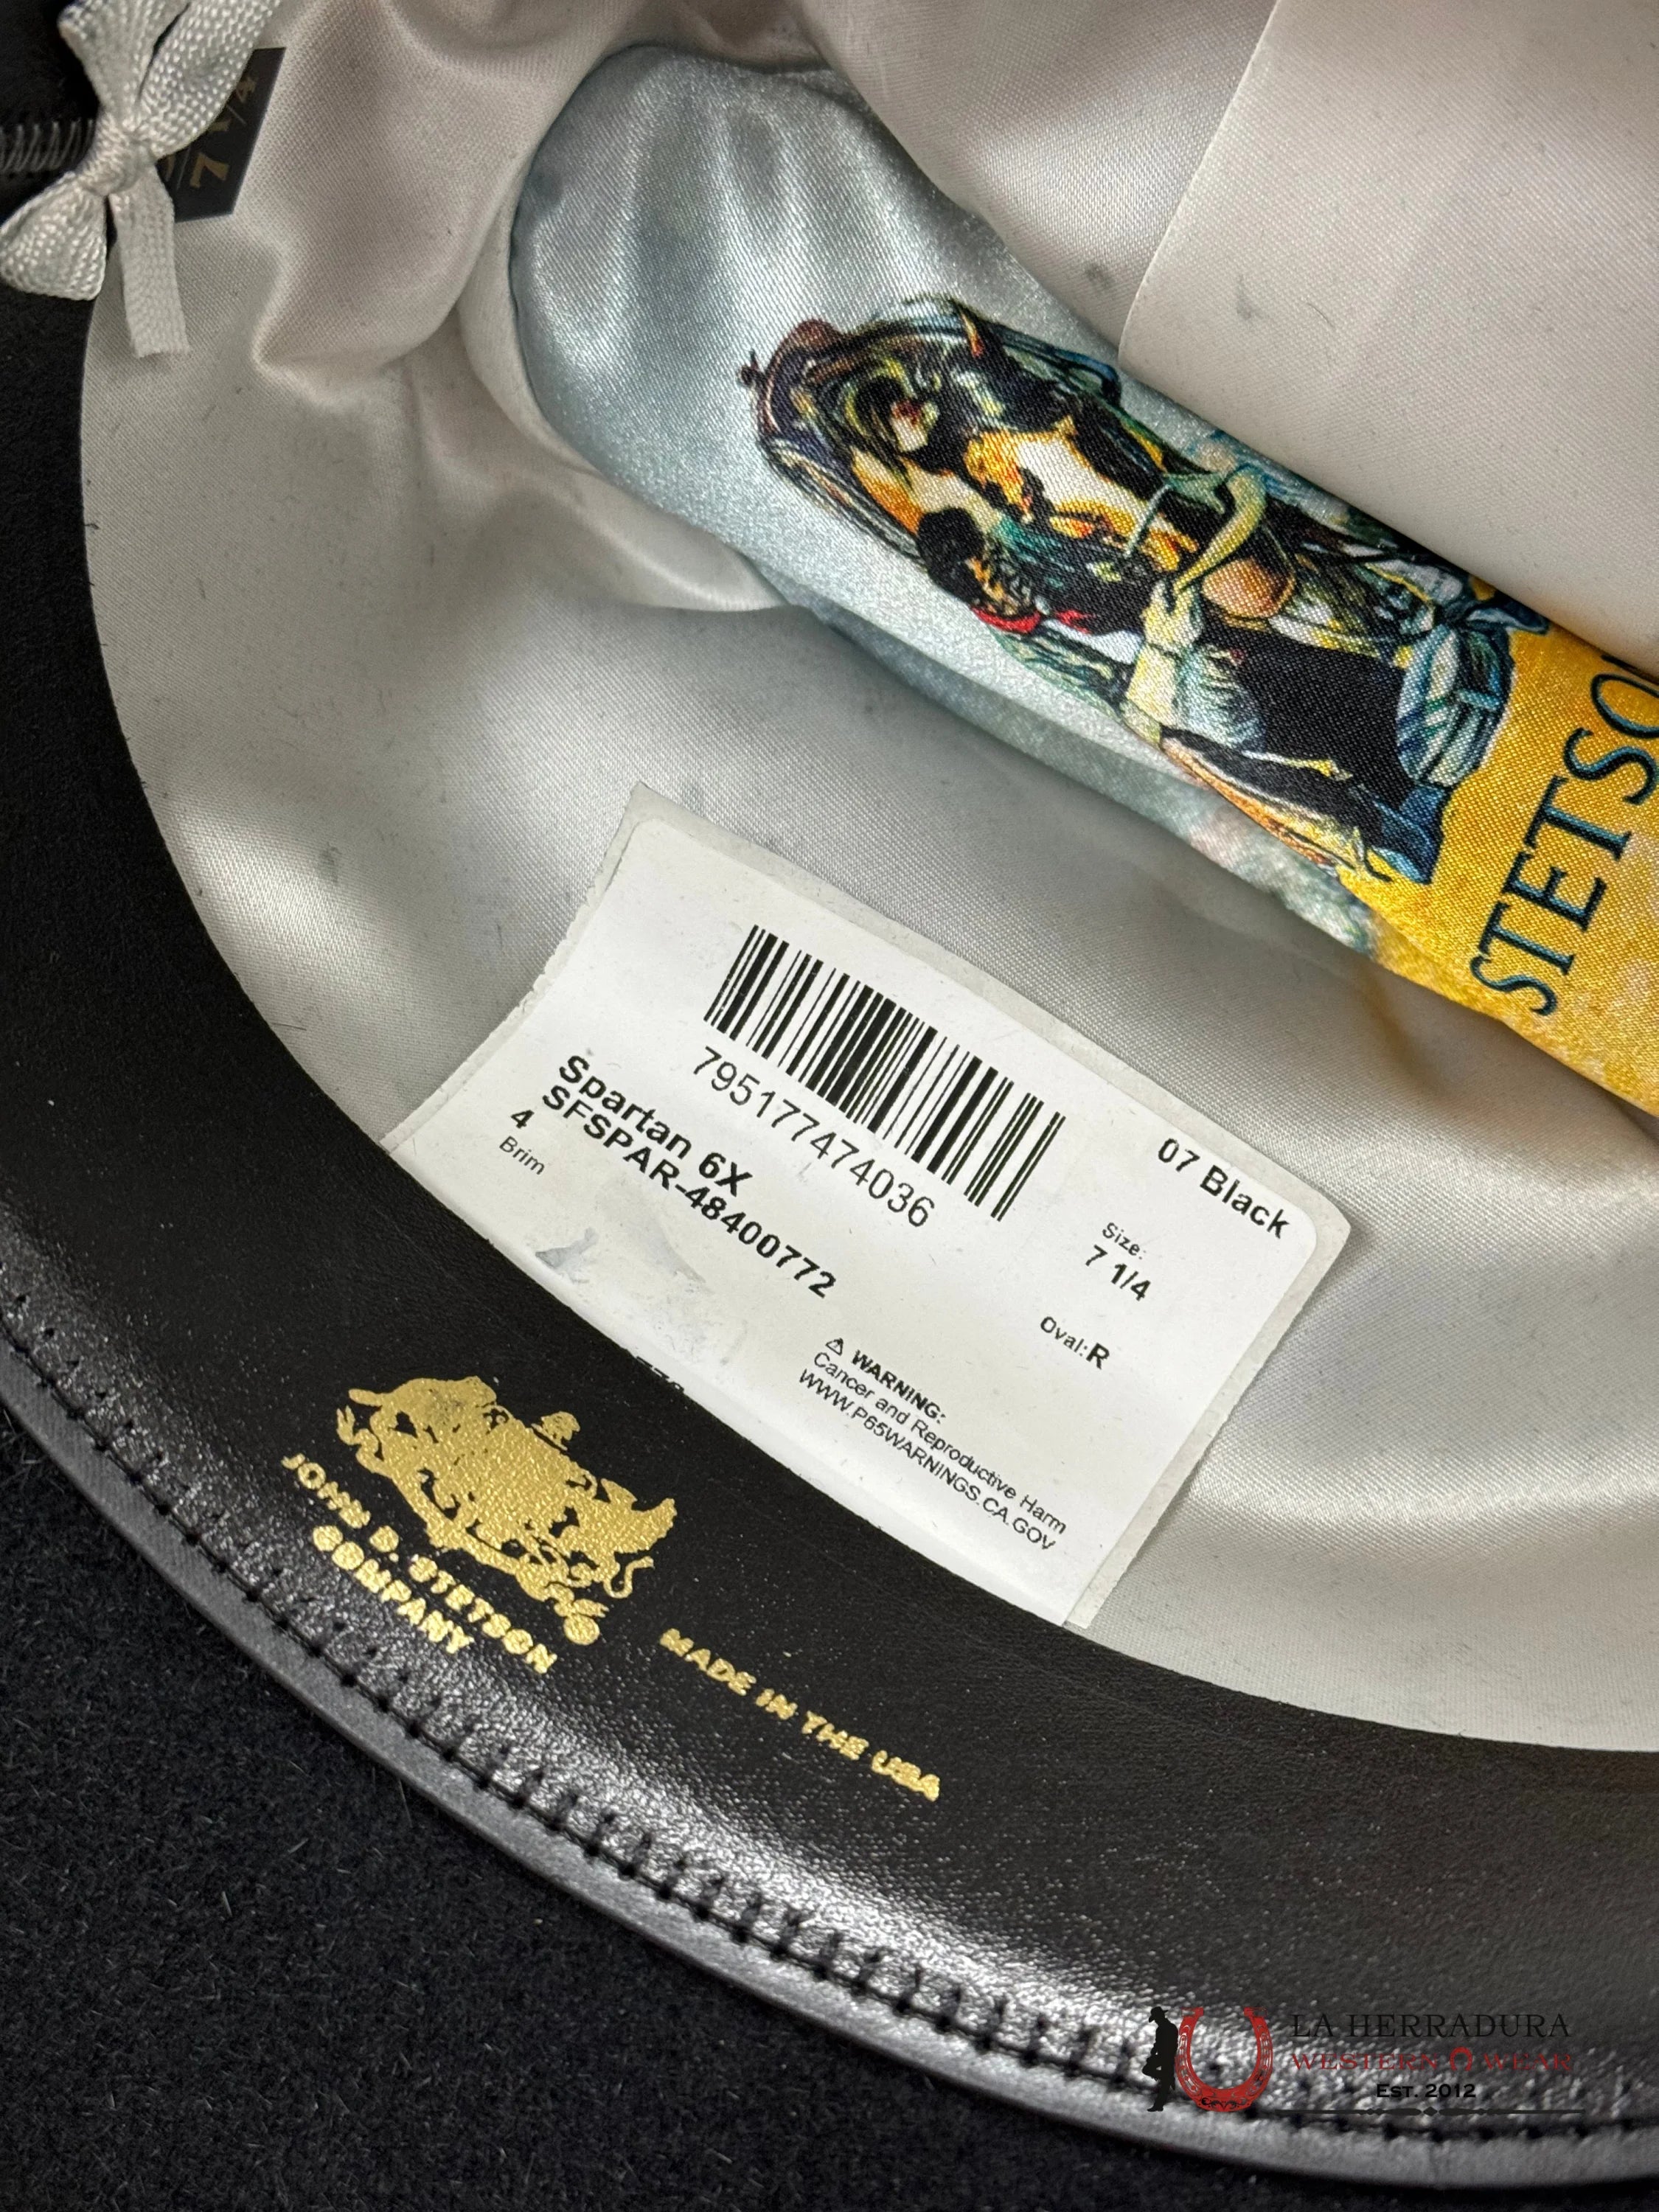 7 1/4
STETSO
795177474036
Spartan 6X
SFSPAR-48400772
4
Brim
07 Black
Size:
7 1/4
Oval:R
⚠ WARNING:
Cancer and Reproductive Harm
WWW.P65WARNINGS.CA.GOV
JOHN B. STETSON
COMPANY
MADE IN THE USA
LA HERRADURA
WESTERN WEAR
EST. 2012